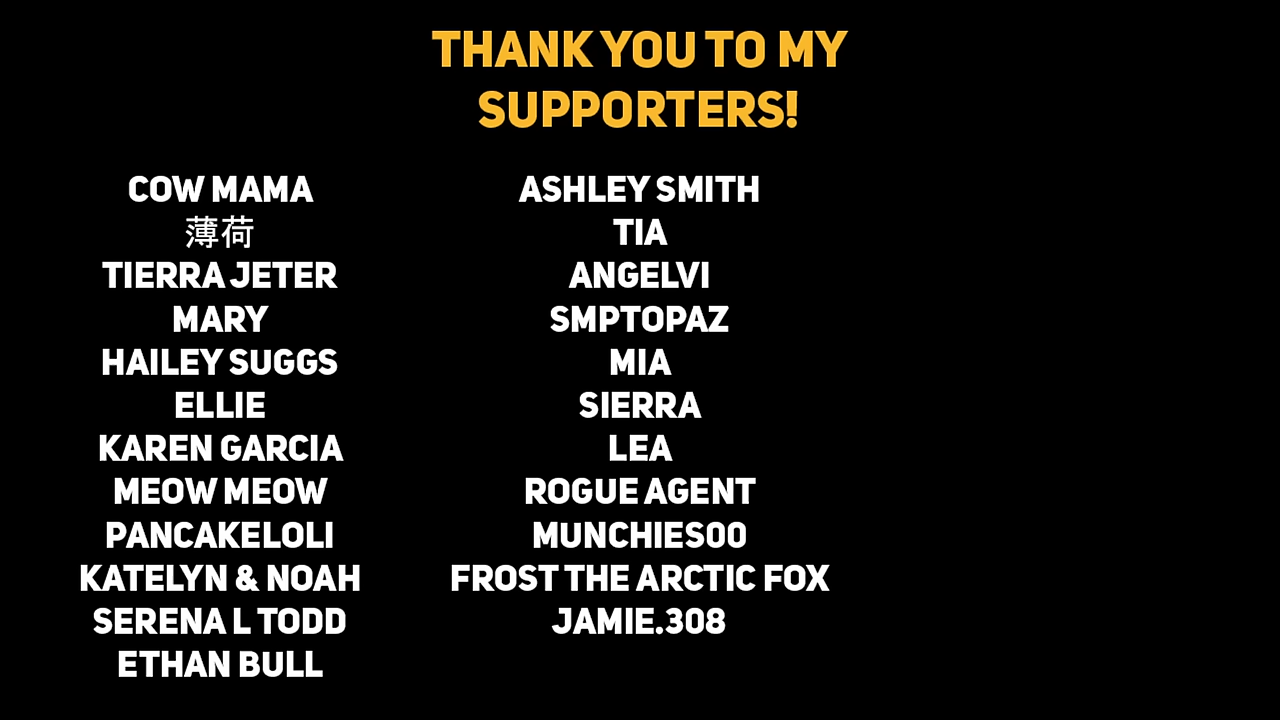 THANK YOU TO MY
SUPPORTERS!
COW MAMA
薄荷
TIERRA JETER
MARY
HAILEY SUGGS
ELLIE
KAREN GARCIA
MEOW MEOW
PANCAKELOLI
KATELYN & NOAH
SERENA L TODD
ETHAN BULL
ASHLEY SMITH
TIA
ANGELVI
SMPTOPAZ
MIA
SIERRA
LEA
ROGUE AGENT
MUNCHIES00
FROST THE ARCTIC FOX
JAMIE.308